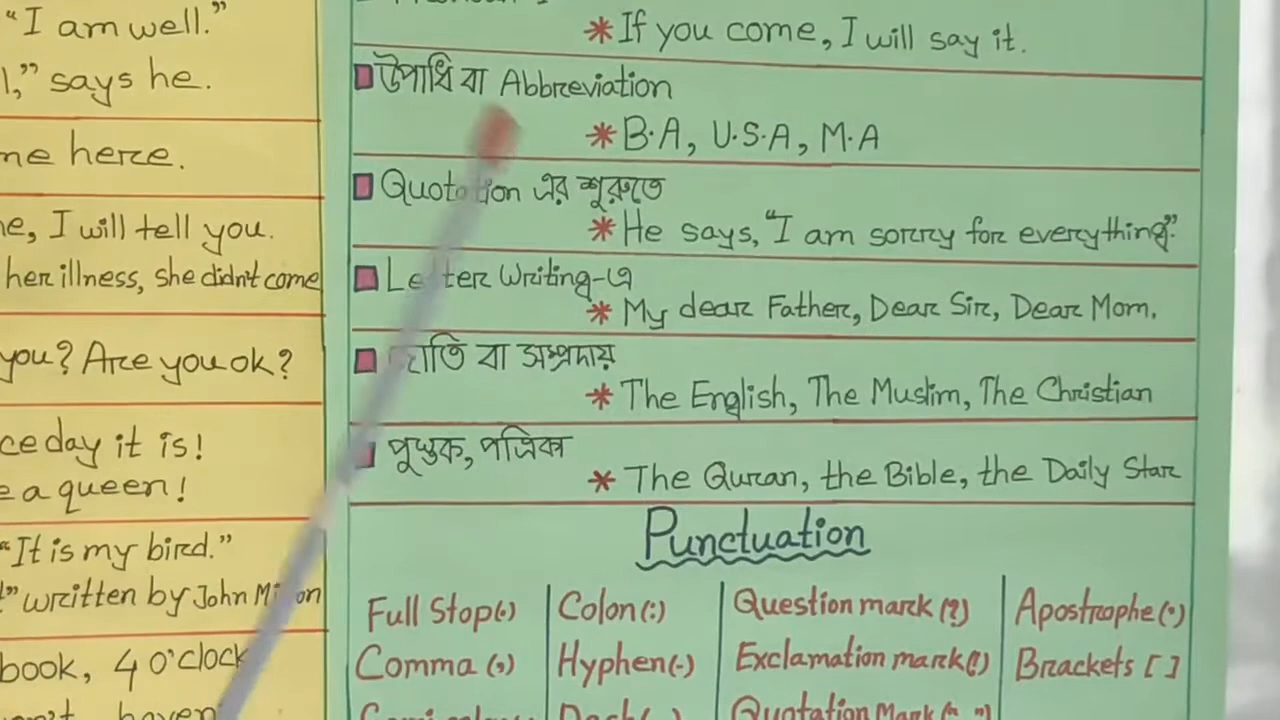 “I am well.”
,” says he.
here.
, I will tell you.
her illness, she didn't come
you? Are you ok?
day it is!
a queen!
“It is my bird.”
” written by John
book, 4 o'clock
* If you come, I will say it.
উপাধি বা Abbreviation
* B.A, U.S.A, M.A
Quotation এর শুরুতে
* He says, “I am sorry for everything”.
Letter Writing-এ
* My dear Father, Dear Sir, Dear Mom.
জাতি বা সম্প্রদায়
* The English, The Muslim, The Christian
পুস্তক, পত্রিকা
* The Quran, the Bible, the Daily Star
Punctuation
Full Stop(.) Colon(:) Question mark (?) Apostrophe(')
Comma (,) Hyphen(-) Exclamation mark(!) Brackets [ ]
Quotation Mark (“ ”)